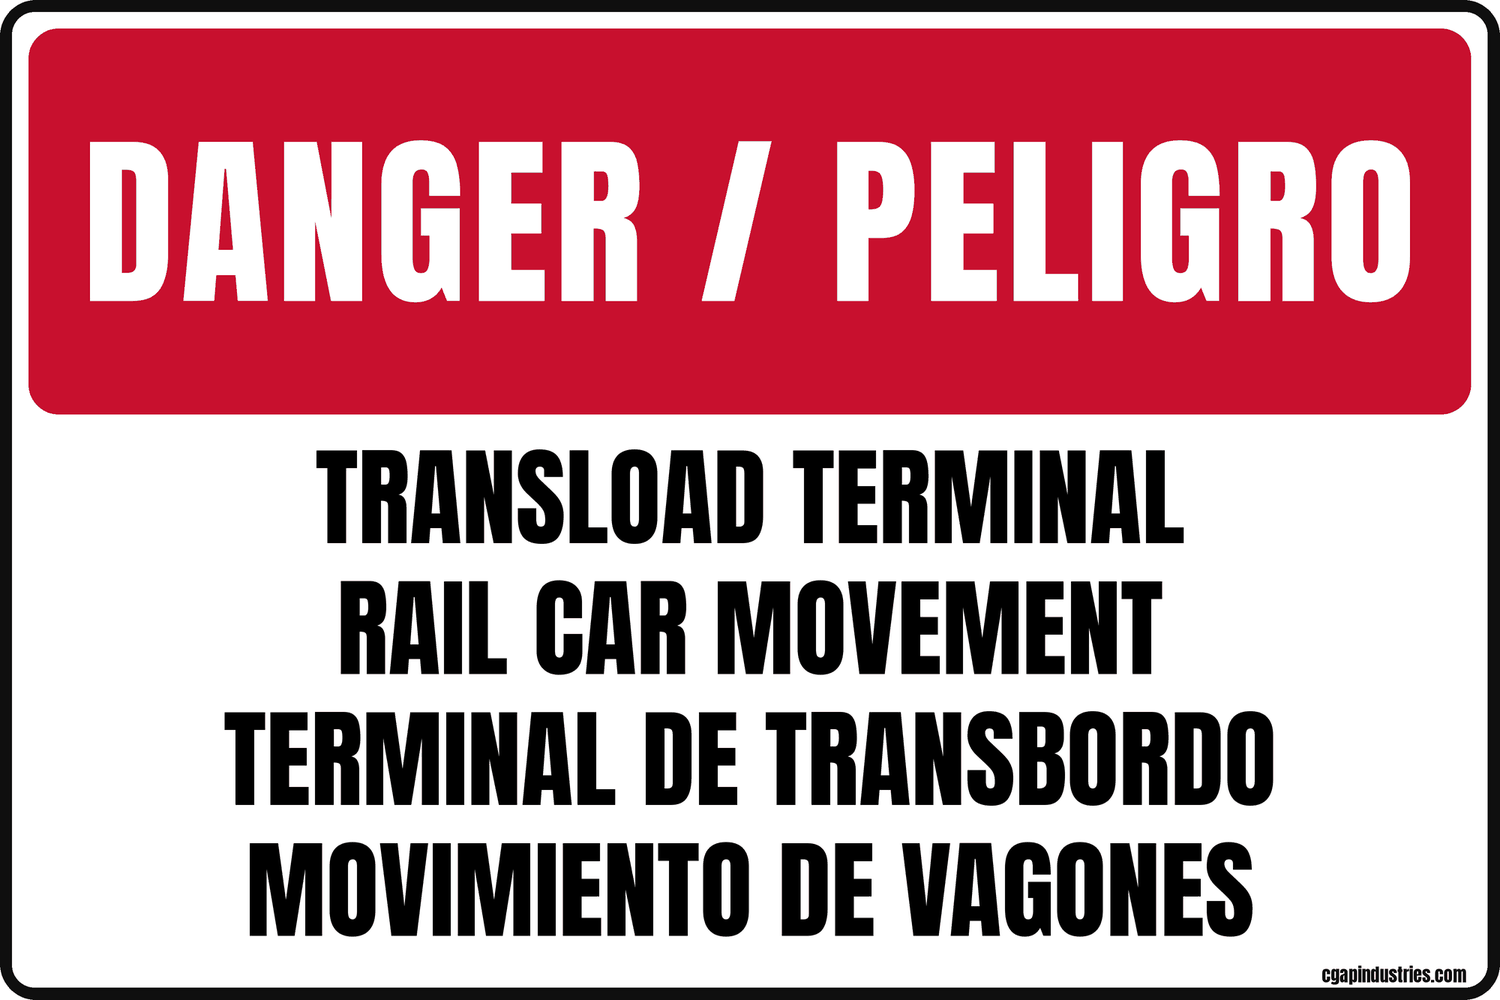 DANGER / PELIGRO
TRANSLOAD TERMINAL
RAIL CAR MOVEMENT
TERMINAL DE TRANSBORDO
MOVIMIENTO DE VAGONES
cgapindustries.com